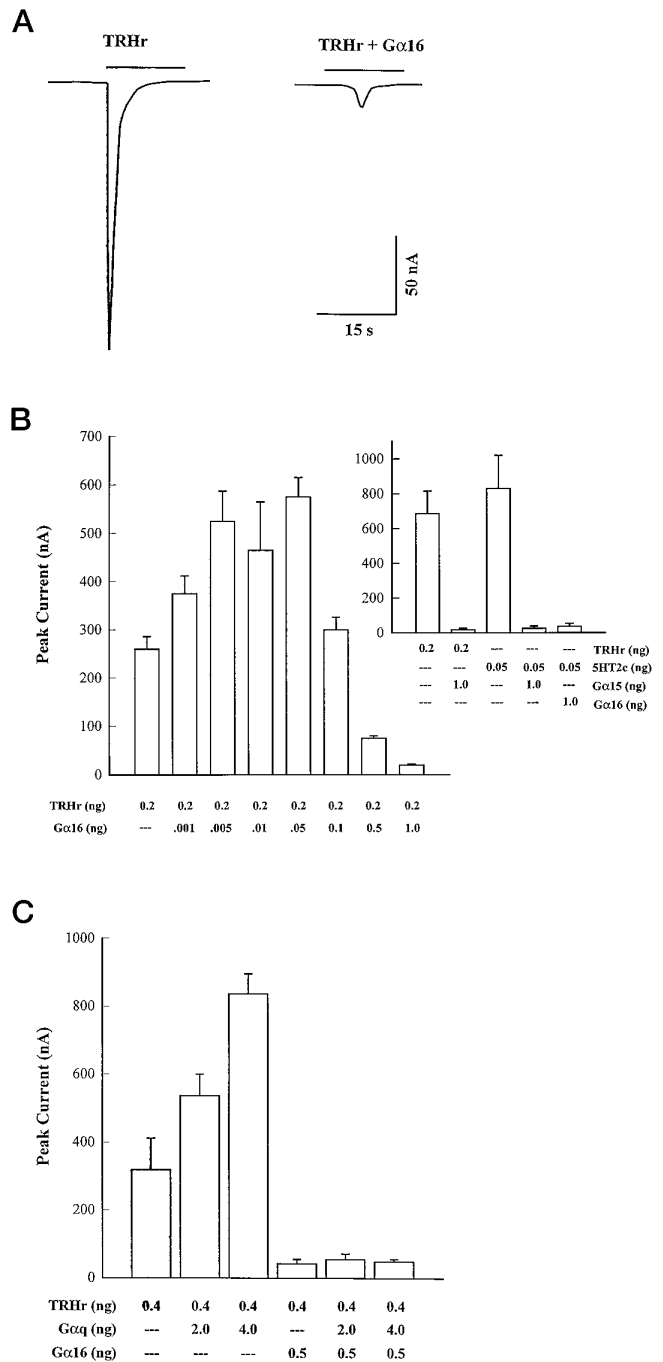 A
TRHr
TRHr + Gα16
50 nA
15 s
B
Peak Current (nA)
700
600
500
400
300
200
100
0
TRHr (ng) 0.2 0.2 0.2 0.2 0.2 0.2 0.2 0.2
Gα16 (ng) --- .001 .005 .01 .05 0.1 0.5 1.0
1000
800
600
400
200
0
0.2 0.2 --- --- --- TRHr (ng)
--- --- 0.05 0.05 0.05 5HT2c (ng)
--- 1.0 --- 1.0 --- Gα15 (ng)
--- --- --- --- 1.0 Gα16 (ng)
C
Peak Current (nA)
1000
800
600
400
200
0
TRHr (ng) 0.4 0.4 0.4 0.4 0.4 0.4
Gαq (ng) --- 2.0 4.0 --- 2.0 4.0
Gα16 (ng) --- --- --- 0.5 0.5 0.5